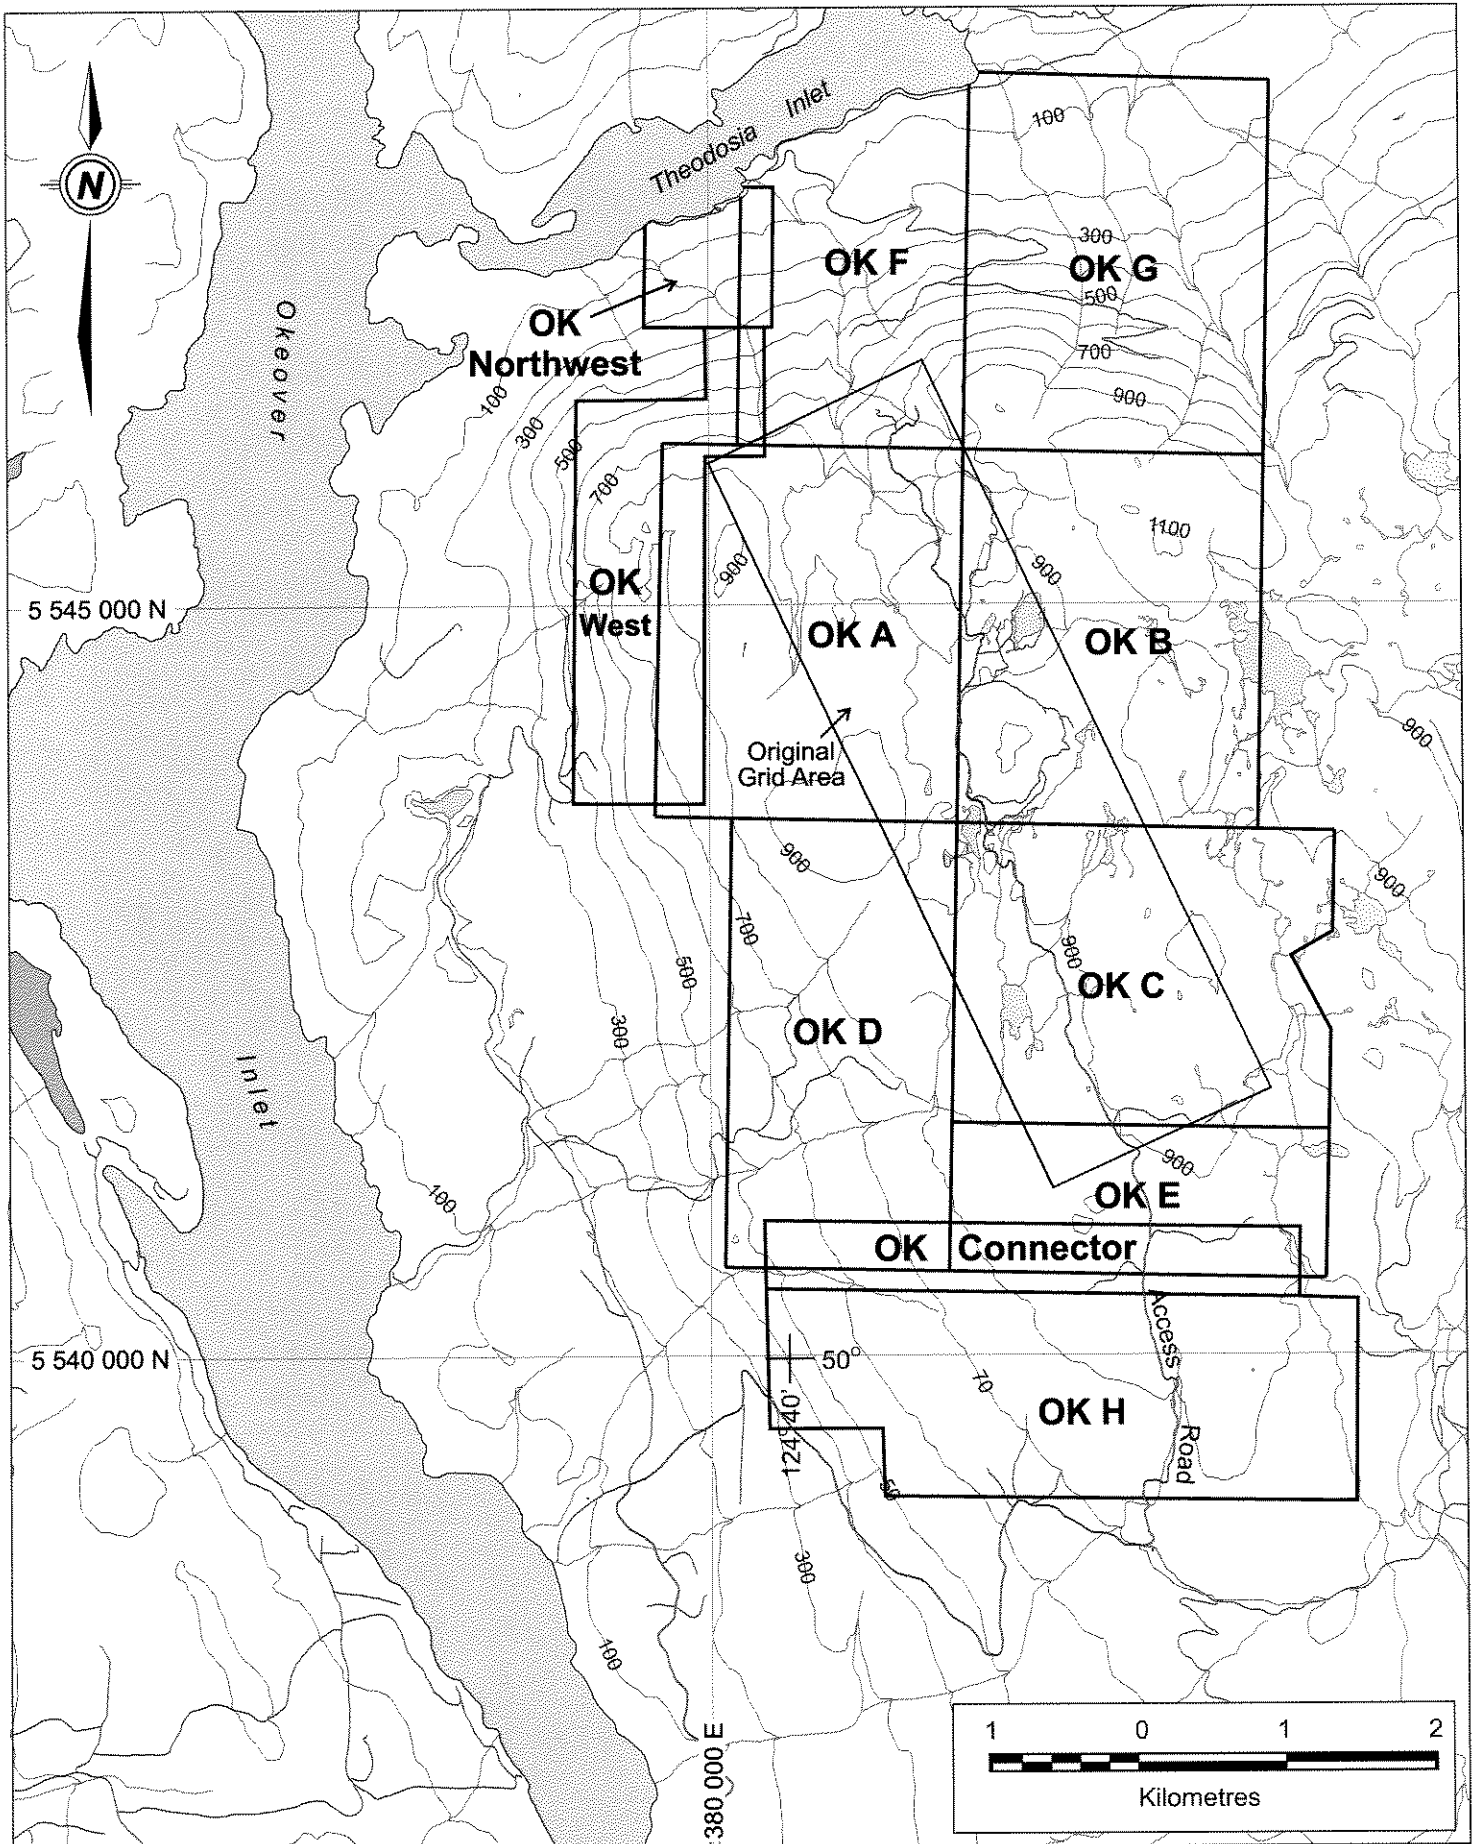 N
Theodosia Inlet
100
300
OK F
OK G
500
OK
Northwest
700
100
900
300
500
700
Okeover
1100
900
900
OK
West
5 545 000 N
OK A
OK B
900
Original
Grid Area
900
900
700
900
500
OK C
300
OK D
Inlet
900
100
OK E
OK Connector
Access
Road
5 540 000 N
50°
70
124°40'
OK H
50
300
100
380 000 E
1 0 1 2
Kilometres